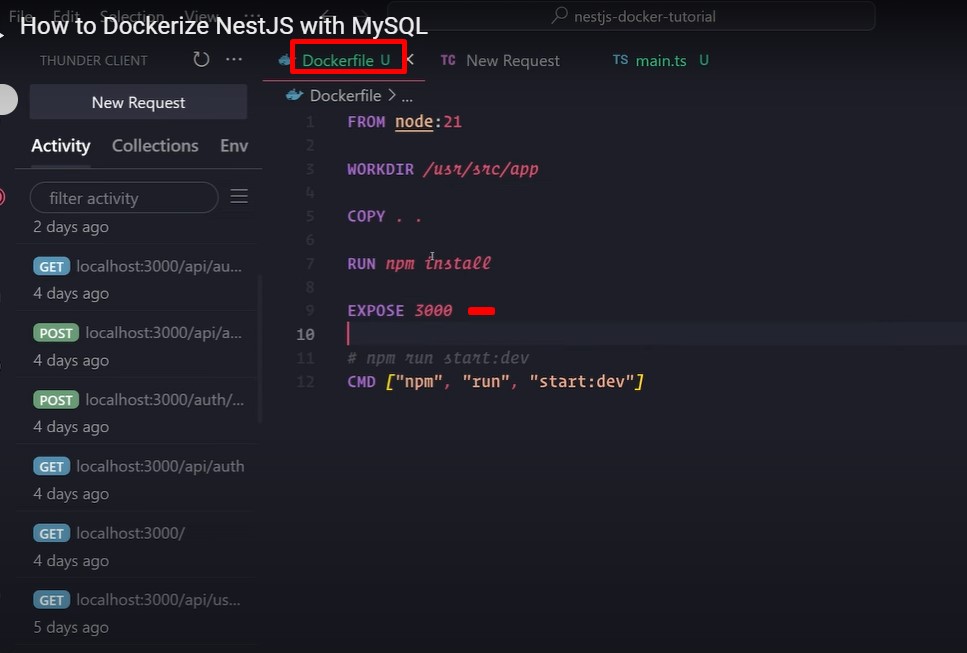 File Edit Selection View ...
How to Dockerize NestJS with MySQL
nestjs-docker-tutorial
THUNDER CLIENT ...
Dockerfile U
TC New Request
TS main.ts U
New Request
Dockerfile > ...
Activity Collections Env
filter activity
2 days ago
GET localhost:3000/api/au...
4 days ago
POST localhost:3000/api/a...
4 days ago
POST localhost:3000/auth/...
4 days ago
GET localhost:3000/api/auth
4 days ago
GET localhost:3000/
4 days ago
GET localhost:3000/api/us...
5 days ago
1 FROM node:21
2
3 WORKDIR /usr/src/app
4
5 COPY . .
6
7 RUN npm install
8
9 EXPOSE 3000
10
11 # npm run start:dev
12 CMD ["npm", "run", "start:dev"]